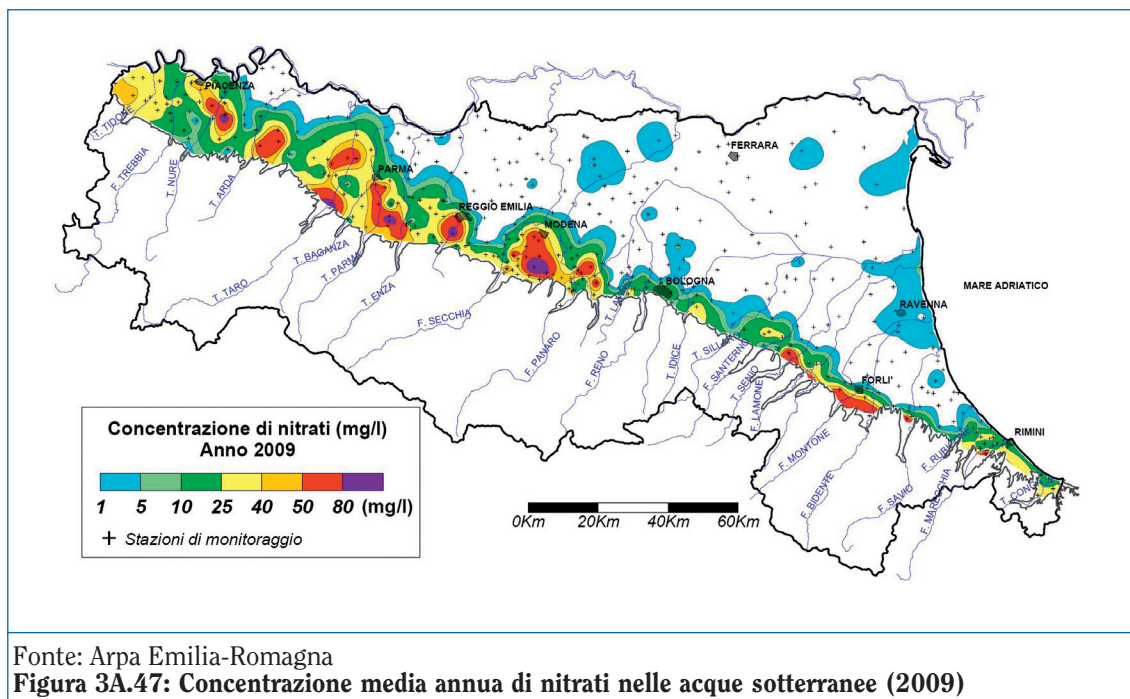 PIACENZA
T. TIDONE
F. TREBBIA
T. NURE
T. ARDA
PARMA
REGGIO EMILIA
MODENA
FERRARA
BOLOGNA
RAVENNA
MARE ADRIATICO
FORLI'
RIMINI
T. TARO
T. BAGANZA
T. PARMA
T. ENZA
F. SECCHIA
F. PANARO
F. RENO
T. IDICE
F. SANTERNO
T. SENIO
F. LAMONE
F. MONTONE
F. BIDENTE
F. SAVIO
F. MARECCHIA
Concentrazione di nitrati (mg/l)
Anno 2009
1 5 10 25 40 50 80 (mg/l)
+ Stazioni di monitoraggio
0Km 20Km 40Km 60Km
Fonte: Arpa Emilia-Romagna
Figura 3A.47: Concentrazione media annua di nitrati nelle acque sotterranee (2009)